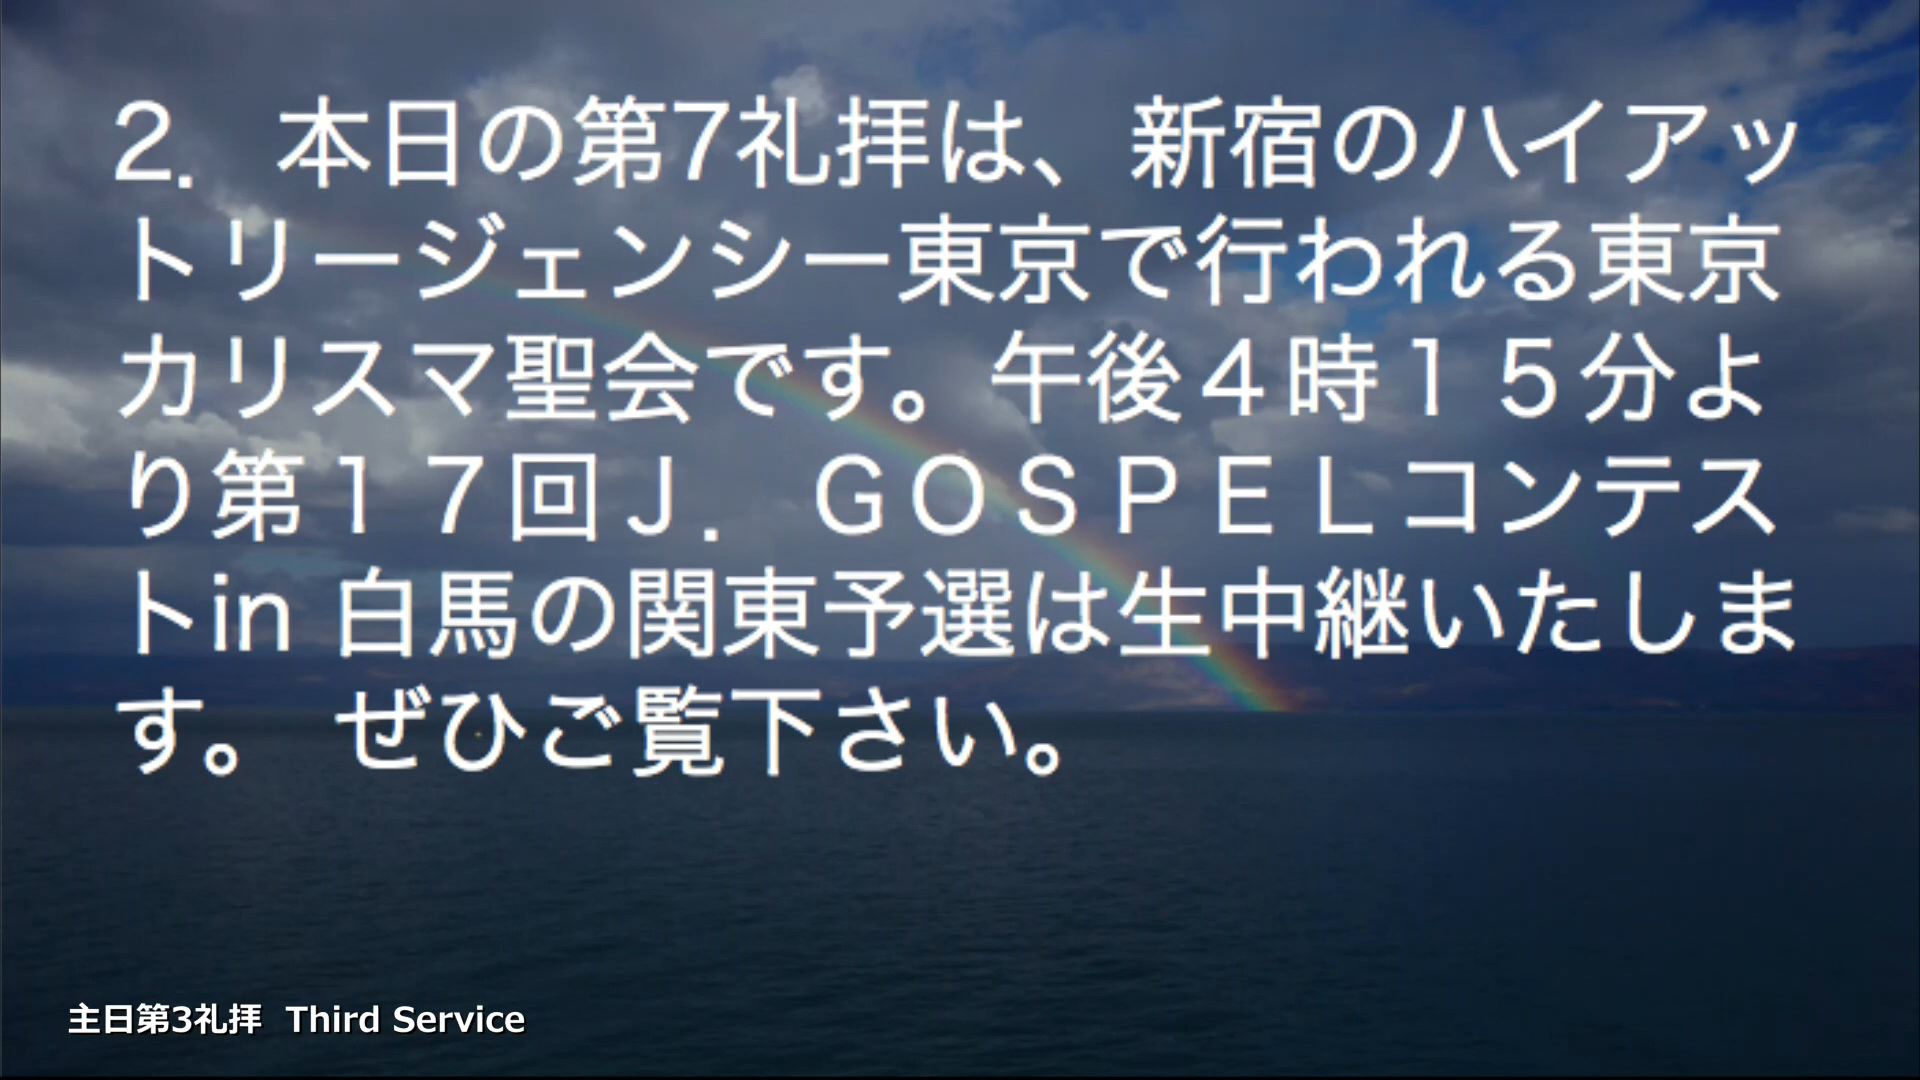 2．本日の第7礼拝は、新宿のハイアッ
トリージェンシー東京で行われる東京
カリスマ聖会です。午後４時１５分よ
り第１７回Ｊ．ＧＯＳＰＥＬコンテス
トin 白馬の関東予選は生中継いたしま
す。 ぜひご覧下さい。
主日第3礼拝 Third Service